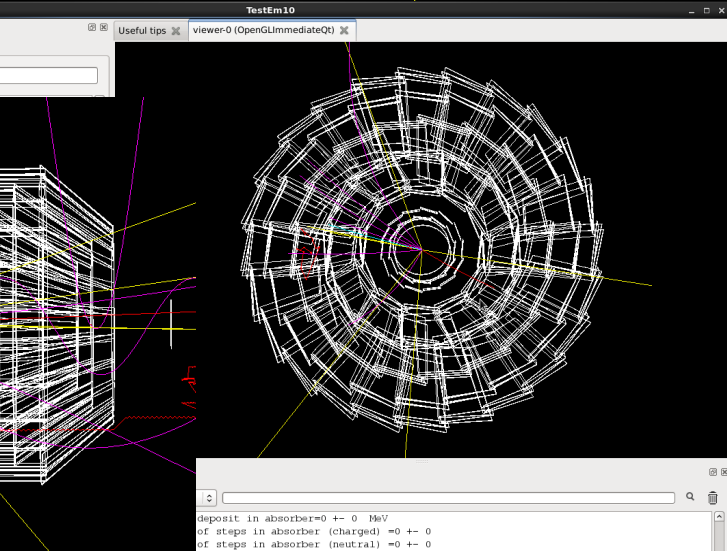 TestEm10
Useful tips
viewer-0 (OpenGLImmediateQt)
deposit in absorber=0 +- 0 MeV
of steps in absorber (charged) =0 +- 0
of steps in absorber (neutral) =0 +- 0